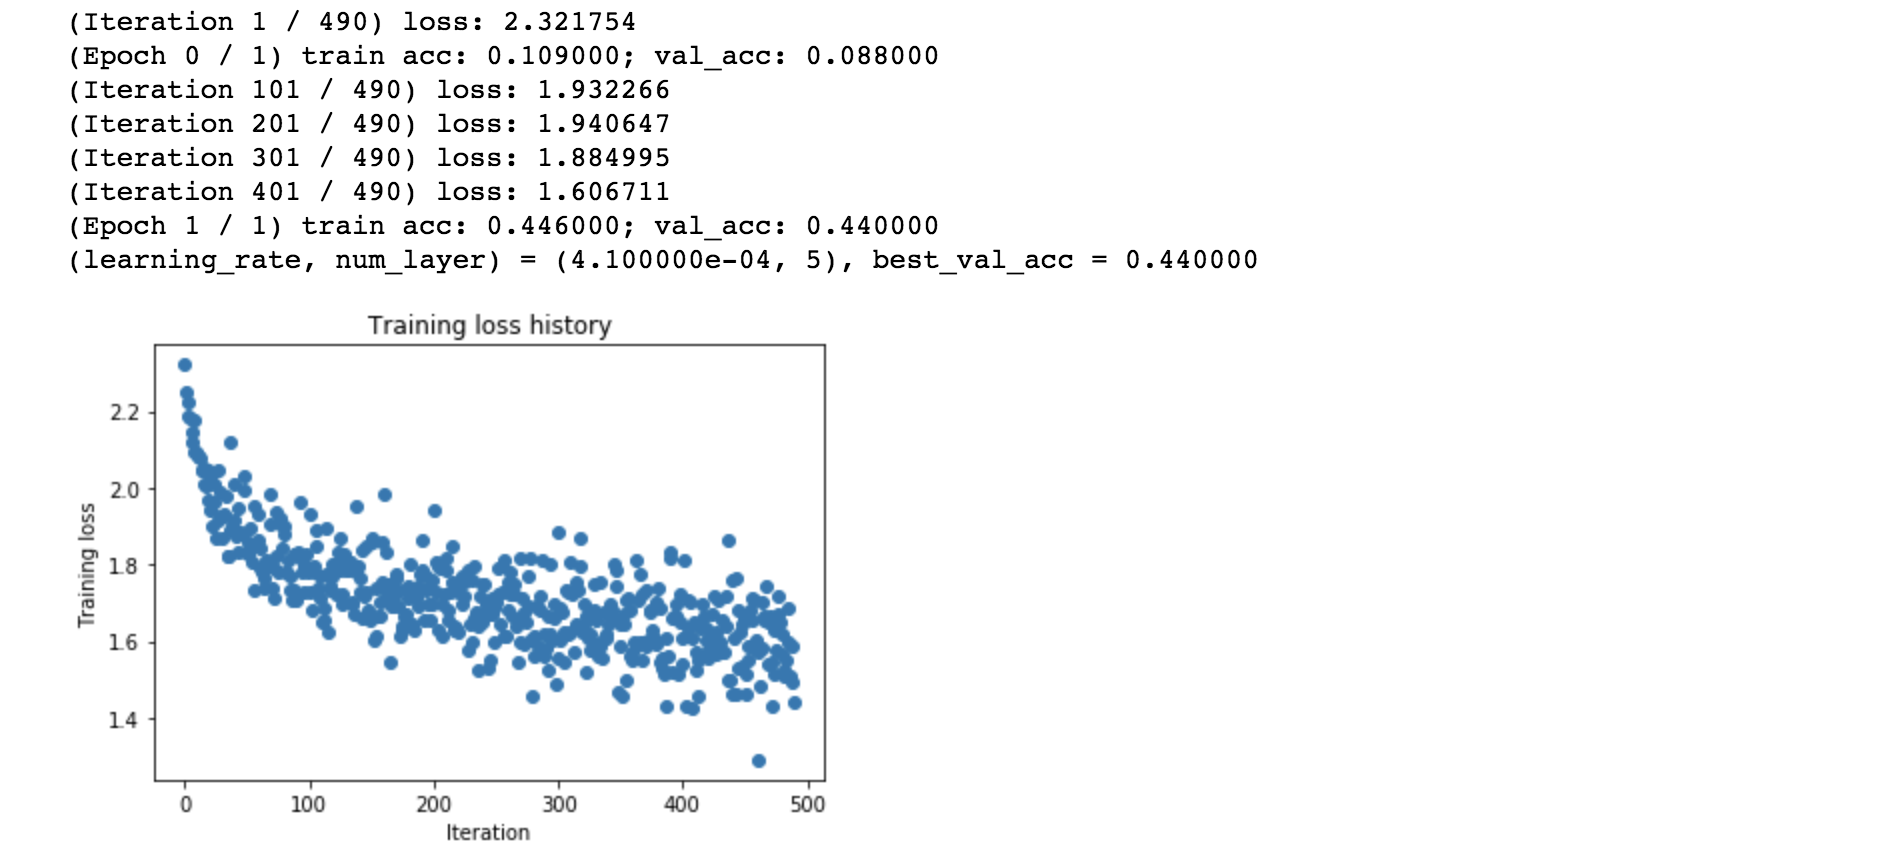 (Iteration 1 / 490) loss: 2.321754
(Epoch 0 / 1) train acc: 0.109000; val_acc: 0.088000
(Iteration 101 / 490) loss: 1.932266
(Iteration 201 / 490) loss: 1.940647
(Iteration 301 / 490) loss: 1.884995
(Iteration 401 / 490) loss: 1.606711
(Epoch 1 / 1) train acc: 0.446000; val_acc: 0.440000
(learning_rate, num_layer) = (4.100000e-04, 5), best_val_acc = 0.440000
Training loss history
Training loss
2.2
2.0
1.8
1.6
1.4
0 100 200 300 400 500
Iteration